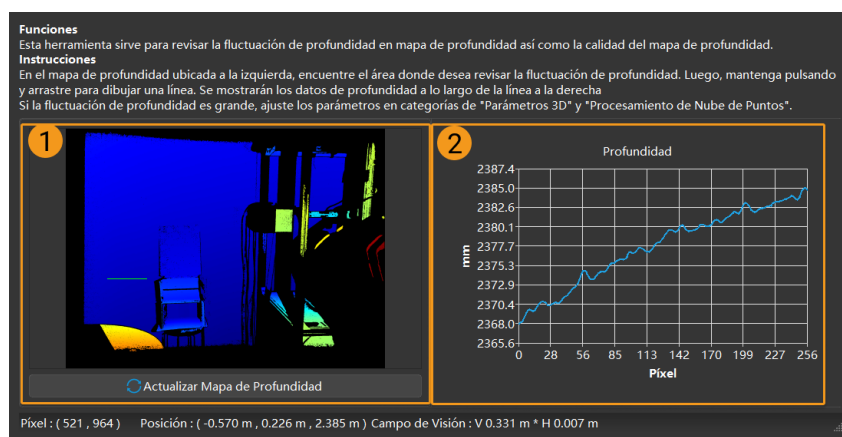 Funciones
Esta herramienta sirve para revisar la fluctuación de profundidad en mapa de profundidad así como la calidad del mapa de profundidad.
Instrucciones
En el mapa de profundidad ubicada a la izquierda, encuentre el área donde desea revisar la fluctuación de profundidad. Luego, mantenga pulsando
y arrastre para dibujar una línea. Se mostrarán los datos de profundidad a lo largo de la línea a la derecha
Si la fluctuación de profundidad es grande, ajuste los parámetros en categorías de "Parámetros 3D" y "Procesamiento de Nube de Puntos".
1
Actualizar Mapa de Profundidad
2
Profundidad
2387.4
2385.0
2382.6
2380.1
2377.7
2375.3
2372.9
2370.4
2368.0
2365.6
mm
0 28 56 85 113 142 170 199 227 256
Píxel
Píxel : ( 521 , 964 ) Posición : ( -0.570 m , 0.226 m , 2.385 m ) Campo de Visión : V 0.331 m * H 0.007 m